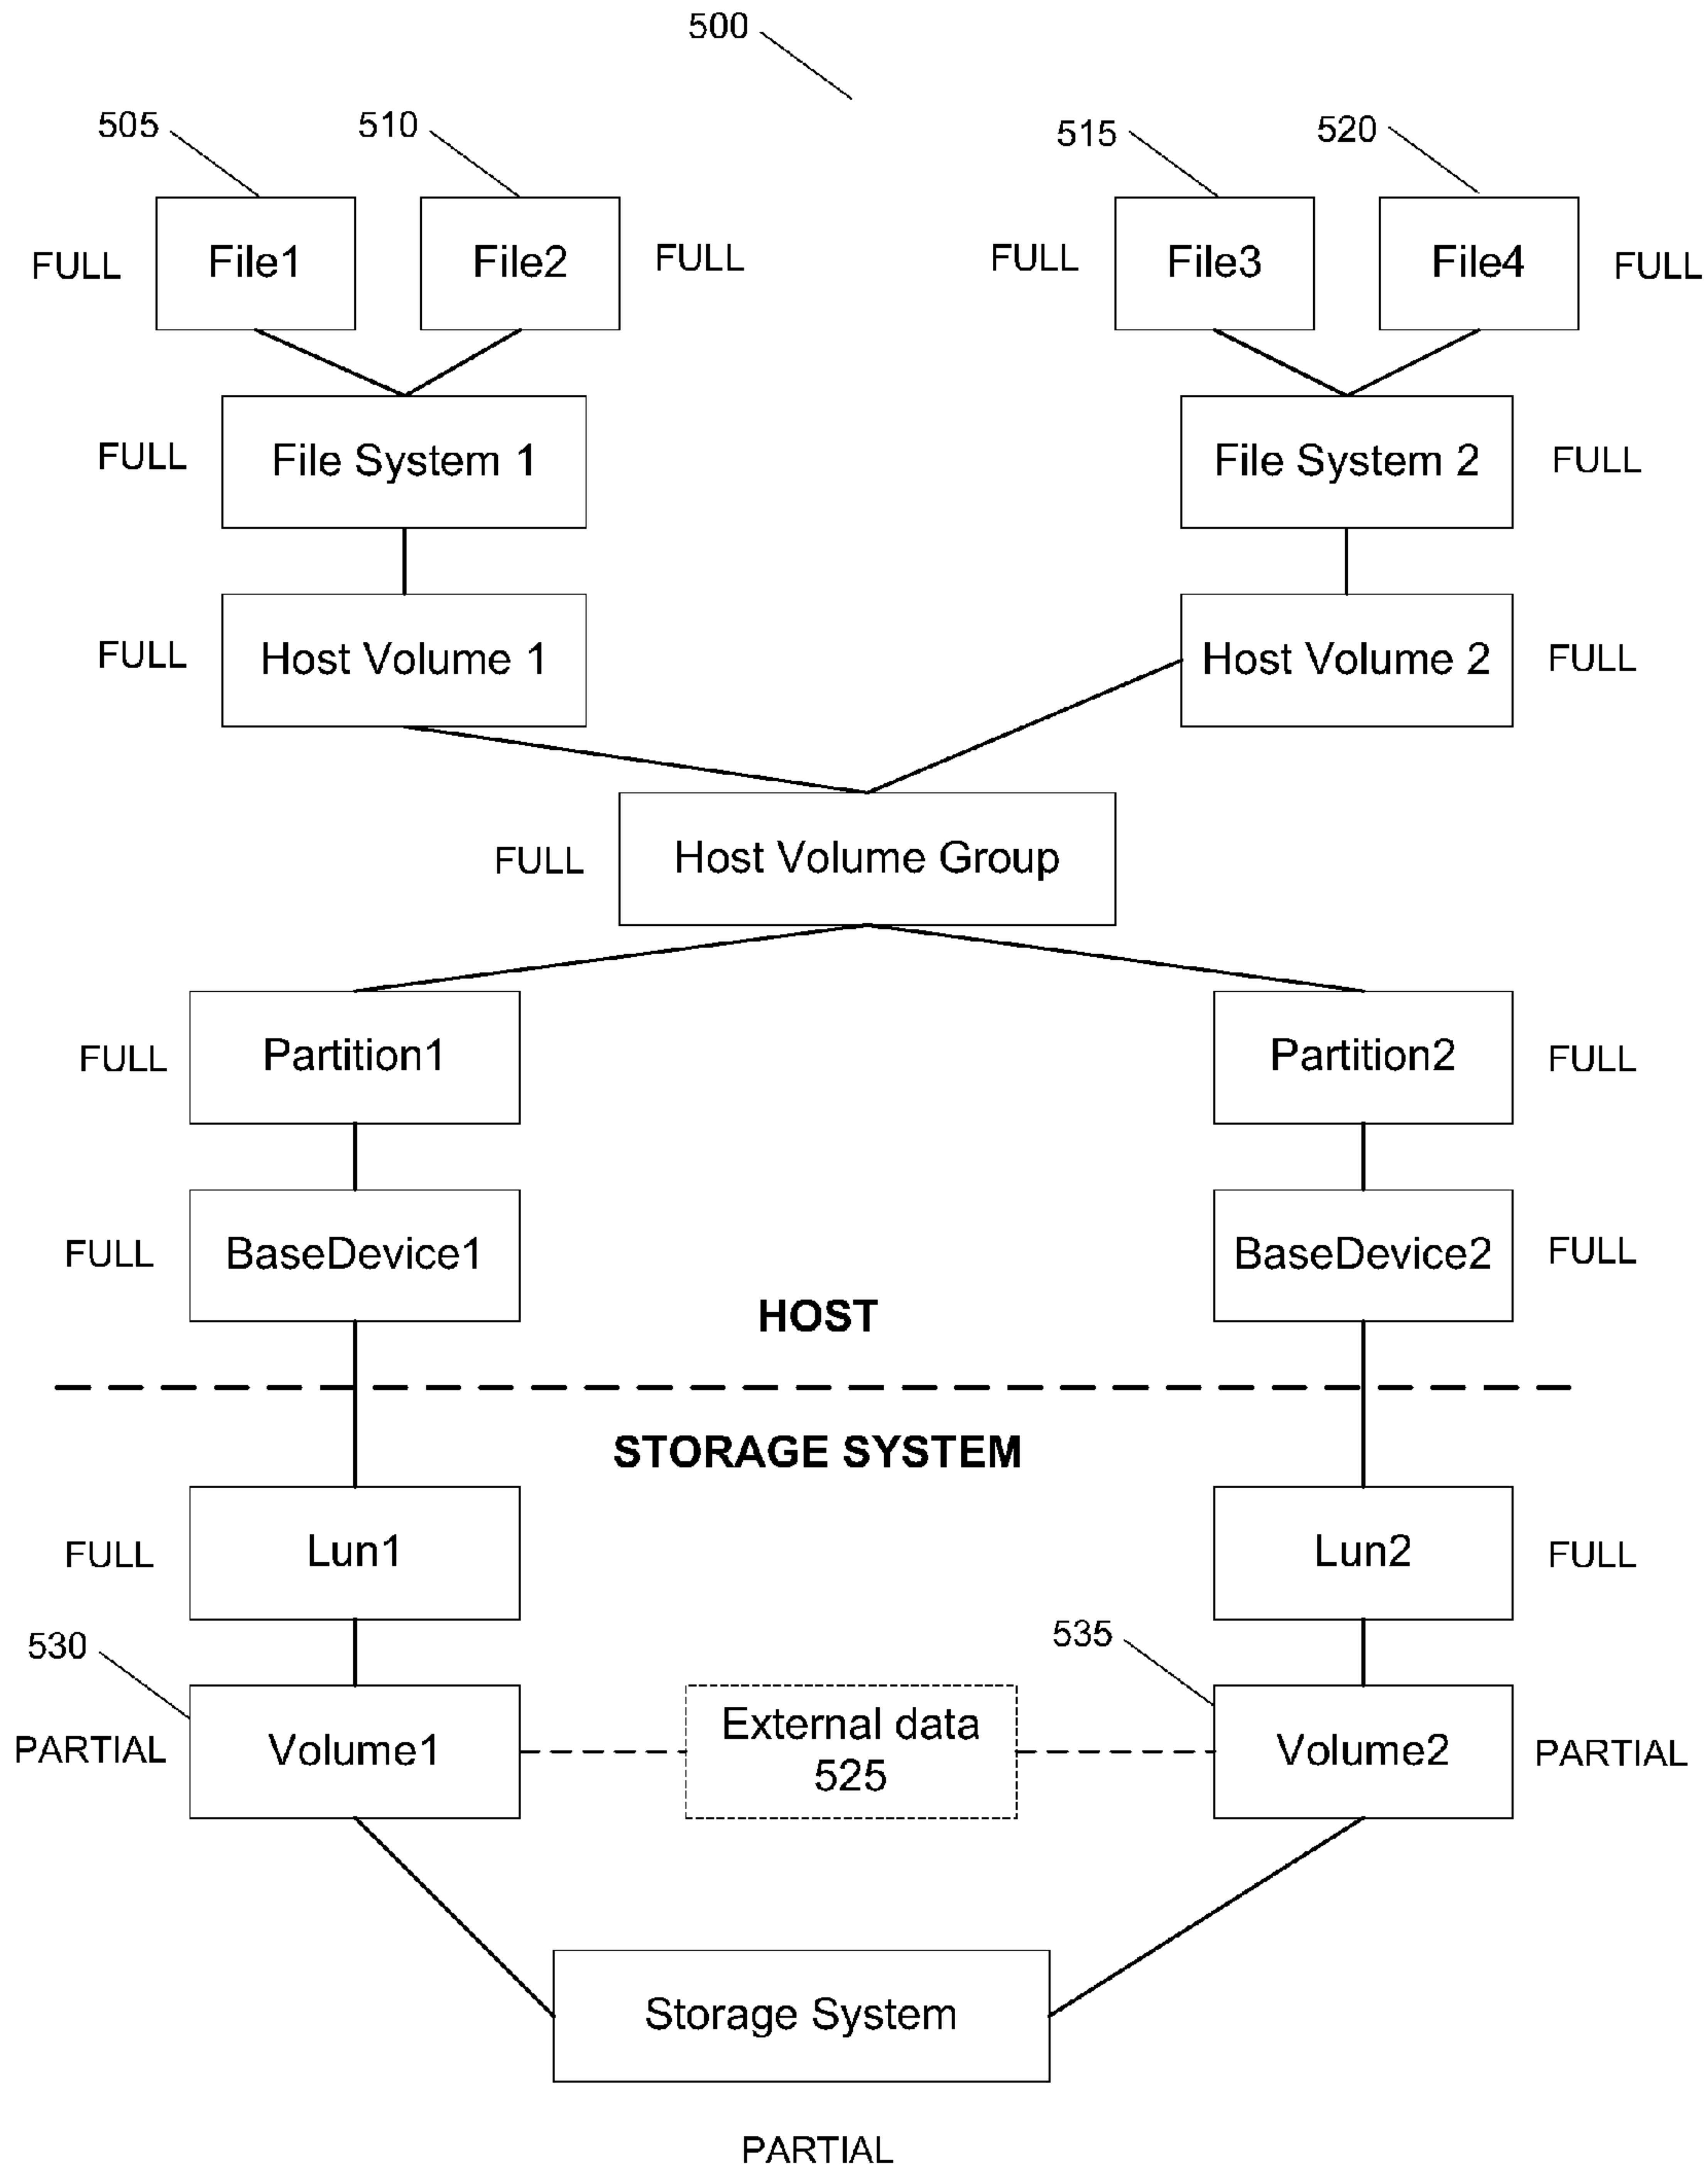 500
505
510
515
520
FULL
File1
File2
FULL
FULL
File3
File4
FULL
FULL
File System 1
File System 2
FULL
FULL
Host Volume 1
Host Volume 2
FULL
FULL
Host Volume Group
FULL
Partition1
Partition2
FULL
FULL
BaseDevice1
BaseDevice2
FULL
HOST
STORAGE SYSTEM
FULL
Lun1
Lun2
FULL
530
535
PARTIAL
Volume1
External data
525
Volume2
PARTIAL
Storage System
PARTIAL